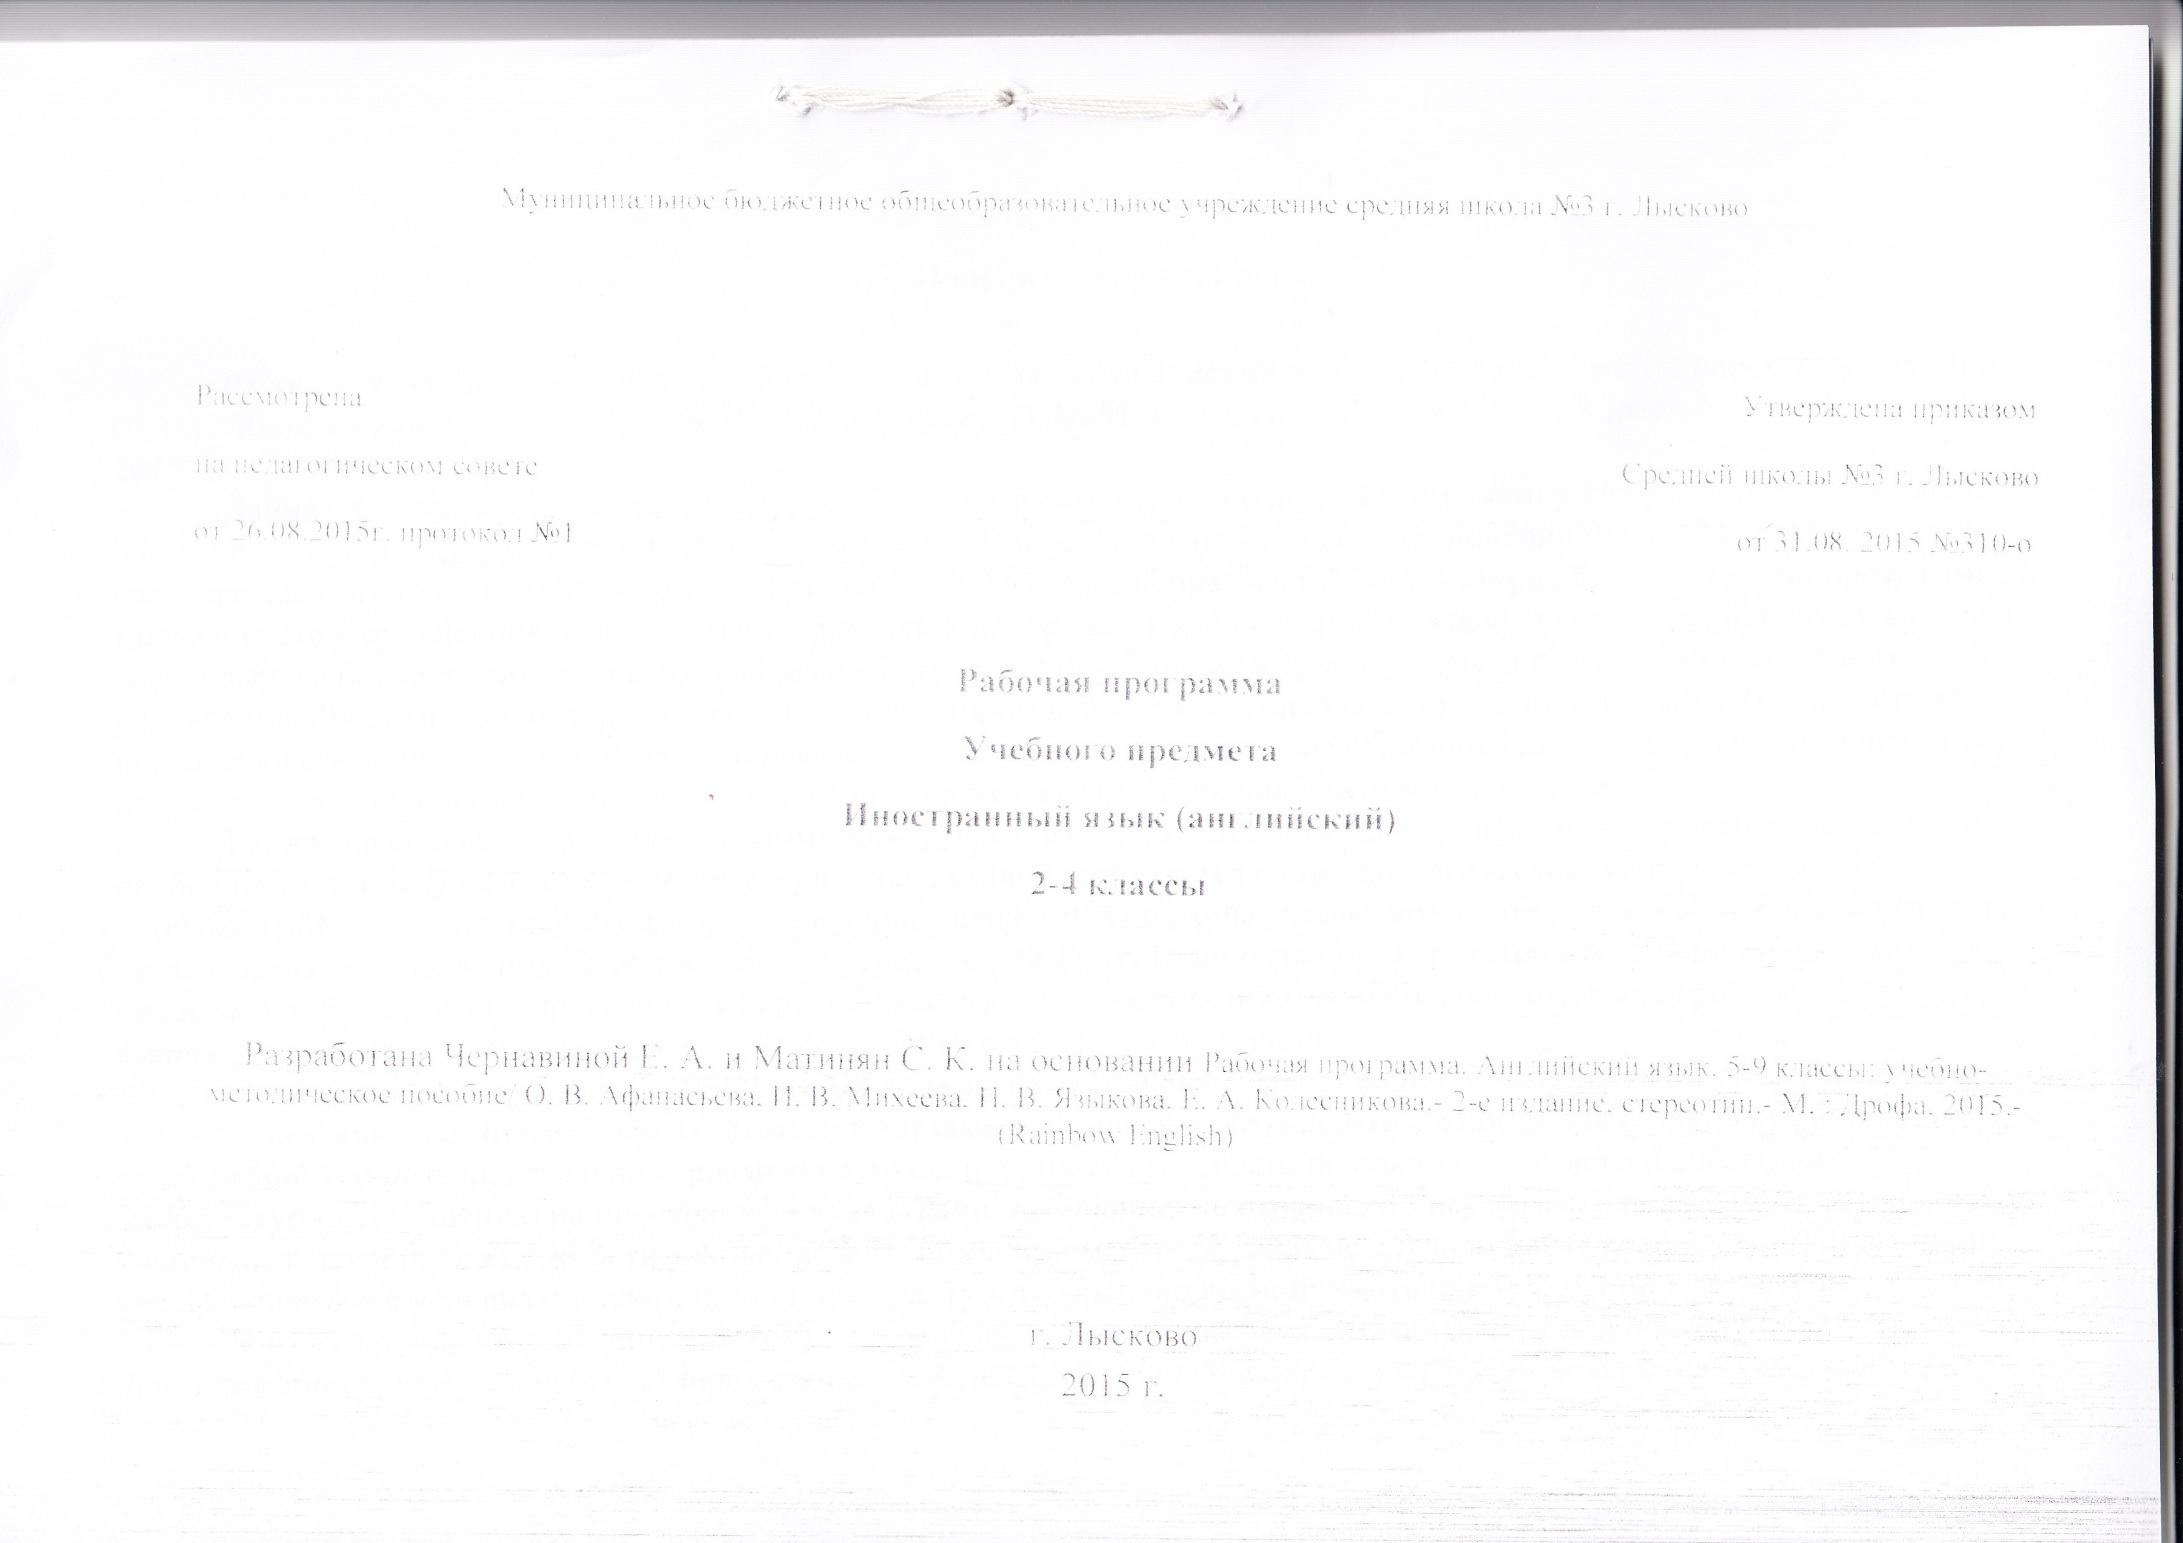 Муниципальное бюджетное общеобразовательное учреждение средняя школа №3 г. Лысково
Рассмотрена
на педагогическом совете
от 26.08.2015г. протокол №1
Утверждена приказом
Средней школы №3 г. Лысково
от 31.08. 2015 №310-о
Рабочая программа
Учебного предмета
Иностранный язык (английский)
2-4 классы
Разработана Чернавиной Е. А. и Матинян С. К. на основании Рабочая программа. Английский язык. 5-9 классы: учебно-
методическое пособие/ О. В. Афанасьева, И. В. Михеева, Н. В. Языкова, Е. А. Колесникова.- 2-е издание, стереотип.- М. : Дрофа, 2015.-
(Rainbow English)
г. Лысково
2015 г.